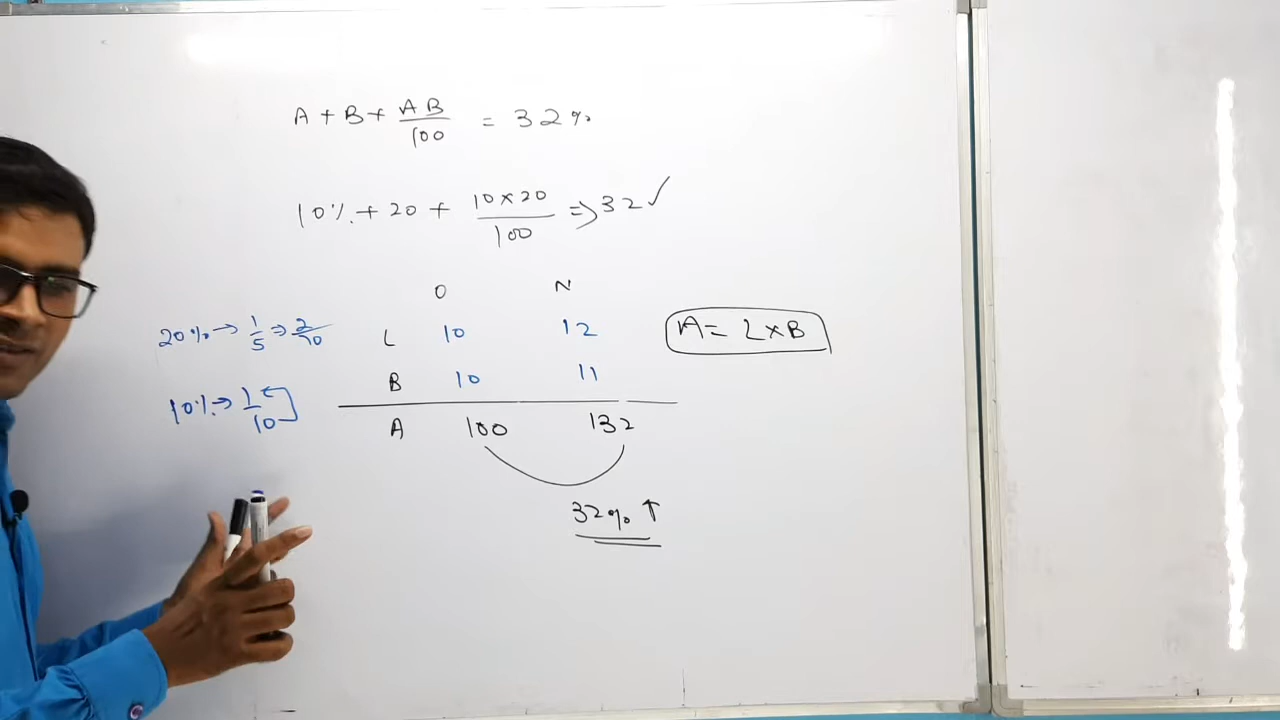 A + B + AB/100 = 32%
10% + 20 + 10×20/100 => 32 ✓
O N
20% → 1/5 => 2/10
L 10 12
A = L×B
B 10 11
10% → 1/10
A 100 132
32% ↑